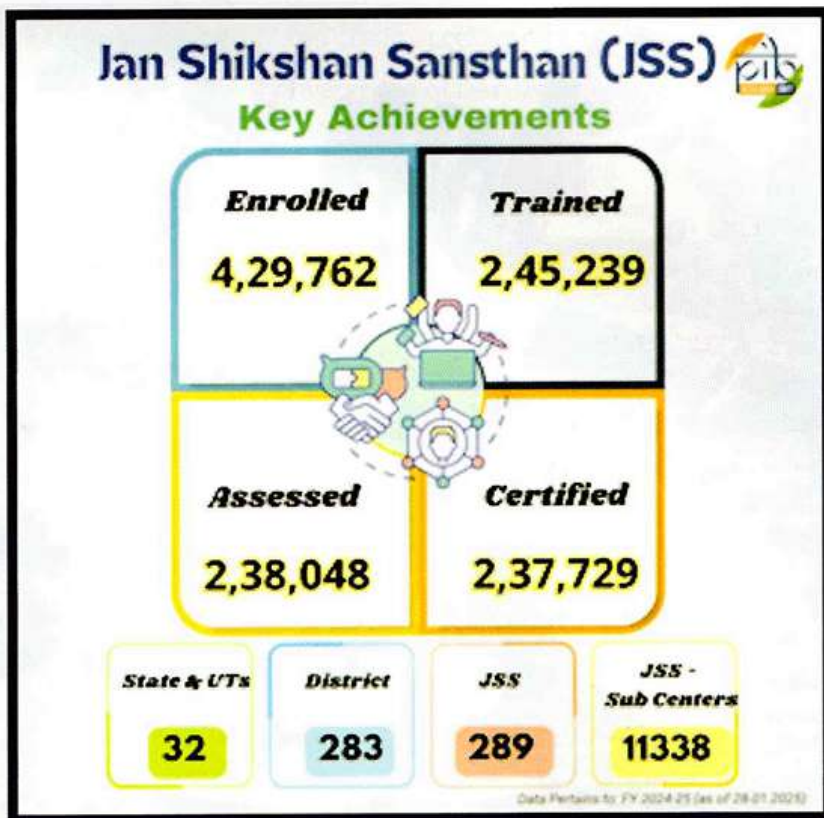 Jan Shikshan Sansthan (JSS)
pib
Key Achievements
Enrolled
4,29,762
Trained
2,45,239
Assessed
2,38,048
Certified
2,37,729
State & UTs
32
District
283
JSS
289
JSS -
Sub Centers
11338
Data Pertains to FY 2024-25 (as of 28.01.2025)